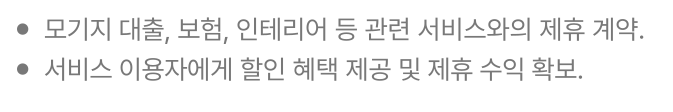 • 모기지 대출, 보험, 인테리어 등 관련 서비스와의 제휴 계약.
• 서비스 이용자에게 할인 혜택 제공 및 제휴 수익 확보.